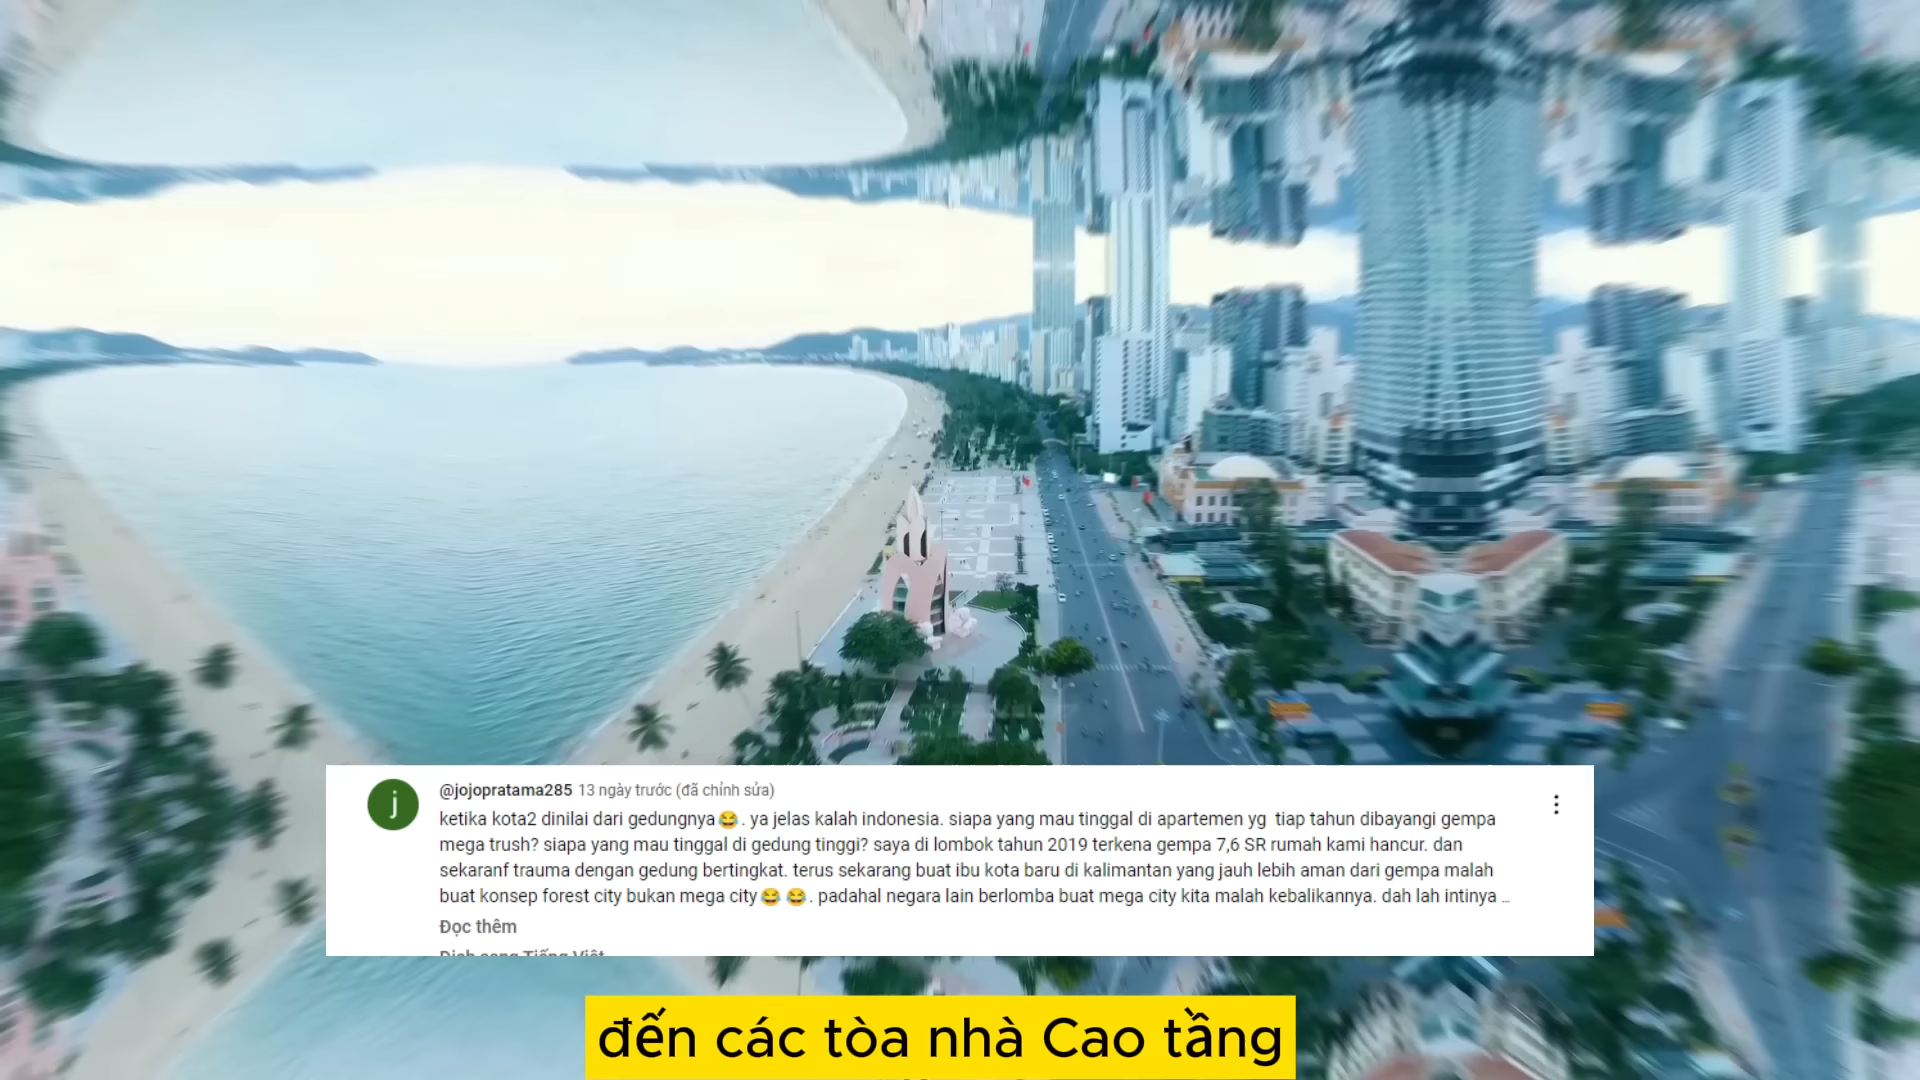 @jojopratama285 13 ngày trước (đã chỉnh sửa)
j
ketika kota2 dinilai dari gedungnya😂. ya jelas kalah indonesia. siapa yang mau tinggal di apartemen yg tiap tahun dibayangi gempa
mega trush? siapa yang mau tinggal di gedung tinggi? saya di lombok tahun 2019 terkena gempa 7,6 SR rumah kami hancur. dan
sekaranf trauma dengan gedung bertingkat. terus sekarang buat ibu kota baru di kalimantan yang jauh lebih aman dari gempa malah
buat konsep forest city bukan mega city😂 😂. padahal negara lain berlomba buat mega city kita malah kebalikannya. dah lah intinya ...
Đọc thêm
Dịch sang Tiếng Việt
đến các tòa nhà Cao tầng